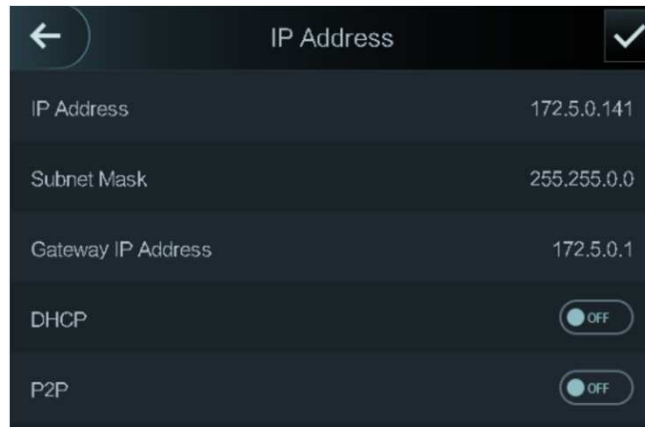 IP Address
IP Address 172.5.0.141
Subnet Mask 255.255.0.0
Gateway IP Address 172.5.0.1
DHCP OFF
P2P OFF